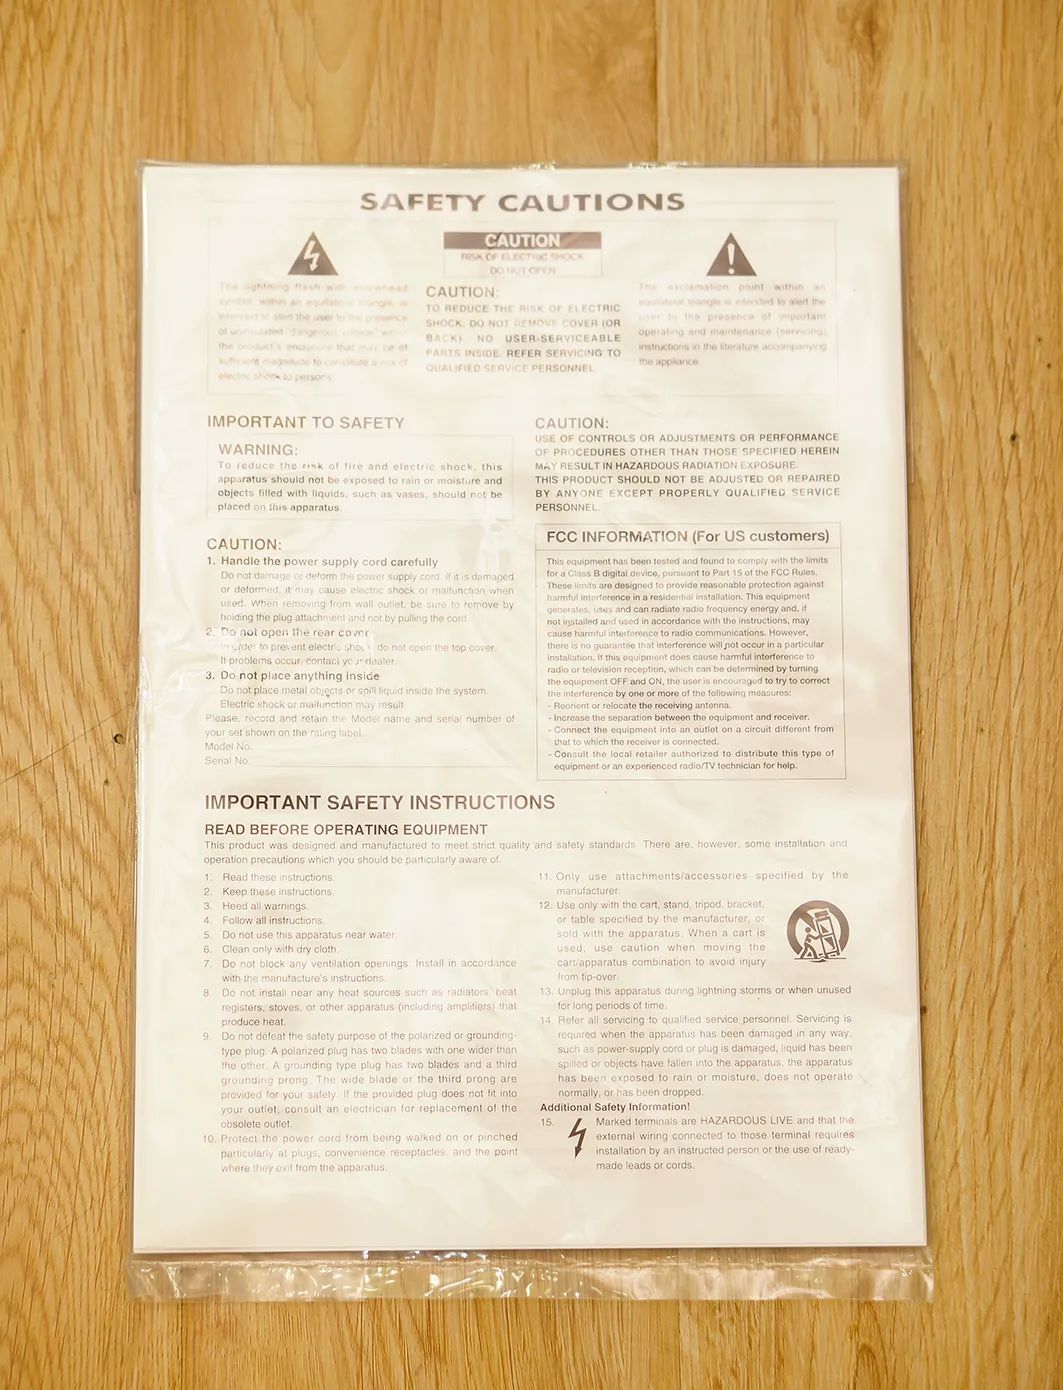 SAFETY CAUTIONS
CAUTION
RISK OF ELECTRIC SHOCK
DO NOT OPEN
The lightning flash with arrowhead
symbol, within an equilateral triangle, is
intended to alert the user to the presence
of uninsulated "dangerous voltage" within
the product's enclosure that may be of
sufficient magnitude to constitute a risk of
electric shock to persons.
CAUTION:
TO REDUCE THE RISK OF ELECTRIC
SHOCK, DO NOT REMOVE COVER (OR
BACK). NO USER-SERVICEABLE
PARTS INSIDE. REFER SERVICING TO
QUALIFIED SERVICE PERSONNEL.
The exclamation point within an
equilateral triangle is intended to alert the
user to the presence of important
operating and maintenance (servicing)
instructions in the literature accompanying
the appliance.
IMPORTANT TO SAFETY
WARNING:
To reduce the risk of fire and electric shock, this
apparatus should not be exposed to rain or moisture and
objects filled with liquids, such as vases, should not be
placed on this apparatus.
CAUTION:
1. Handle the power supply cord carefully
Do not damage or deform the power supply cord. If it is damaged
or deformed, it may cause electric shock or malfunction when
used. When removing from wall outlet, be sure to remove by
holding the plug attachment and not by pulling the cord.
2. Do not open the rear cover
In order to prevent electric shock, do not open the top cover.
If problems occur, contact your dealer.
3. Do not place anything inside
Do not place metal objects or spill liquid inside the system.
Electric shock or malfunction may result.
Please, record and retain the Model name and serial number of
your set shown on the rating label.
Model No.
Serial No.
CAUTION:
USE OF CONTROLS OR ADJUSTMENTS OR PERFORMANCE
OF PROCEDURES OTHER THAN THOSE SPECIFIED HEREIN
MAY RESULT IN HAZARDOUS RADIATION EXPOSURE.
THIS PRODUCT SHOULD NOT BE ADJUSTED OR REPAIRED
BY ANYONE EXCEPT PROPERLY QUALIFIED SERVICE
PERSONNEL.
FCC INFORMATION (For US customers)
This equipment has been tested and found to comply with the limits
for a Class B digital device, pursuant to Part 15 of the FCC Rules.
These limits are designed to provide reasonable protection against
harmful interference in a residential installation. This equipment
generates, uses and can radiate radio frequency energy and, if
not installed and used in accordance with the instructions, may
cause harmful interference to radio communications. However,
there is no guarantee that interference will not occur in a particular
installation. If this equipment does cause harmful interference to
radio or television reception, which can be determined by turning
the equipment OFF and ON, the user is encouraged to try to correct
the interference by one or more of the following measures:
- Reorient or relocate the receiving antenna.
- Increase the separation between the equipment and receiver.
- Connect the equipment into an outlet on a circuit different from
that to which the receiver is connected.
- Consult the local retailer authorized to distribute this type of
equipment or an experienced radio/TV technician for help.
IMPORTANT SAFETY INSTRUCTIONS
READ BEFORE OPERATING EQUIPMENT
This product was designed and manufactured to meet strict quality and safety standards. There are, however, some installation and
operation precautions which you should be particularly aware of.
1. Read these instructions.
2. Keep these instructions.
3. Heed all warnings.
4. Follow all instructions.
5. Do not use this apparatus near water.
6. Clean only with dry cloth.
7. Do not block any ventilation openings. Install in accordance
with the manufacture's instructions.
8. Do not install near any heat sources such as radiators, heat
registers, stoves, or other apparatus (including amplifiers) that
produce heat.
9. Do not defeat the safety purpose of the polarized or grounding-
type plug. A polarized plug has two blades with one wider than
the other. A grounding type plug has two blades and a third
grounding prong. The wide blade or the third prong are
provided for your safety. If the provided plug does not fit into
your outlet, consult an electrician for replacement of the
obsolete outlet.
10. Protect the power cord from being walked on or pinched
particularly at plugs, convenience receptacles, and the point
where they exit from the apparatus.
11. Only use attachments/accessories specified by the
manufacturer.
12. Use only with the cart, stand, tripod, bracket,
or table specified by the manufacturer, or
sold with the apparatus. When a cart is
used, use caution when moving the
cart/apparatus combination to avoid injury
from tip-over.
13. Unplug this apparatus during lightning storms or when unused
for long periods of time.
14. Refer all servicing to qualified service personnel. Servicing is
required when the apparatus has been damaged in any way,
such as power-supply cord or plug is damaged, liquid has been
spilled or objects have fallen into the apparatus, the apparatus
has been exposed to rain or moisture, does not operate
normally, or has been dropped.
Additional Safety Information!
15. Marked terminals are HAZARDOUS LIVE and that the
external wiring connected to those terminal requires
installation by an instructed person or the use of ready-
made leads or cords.